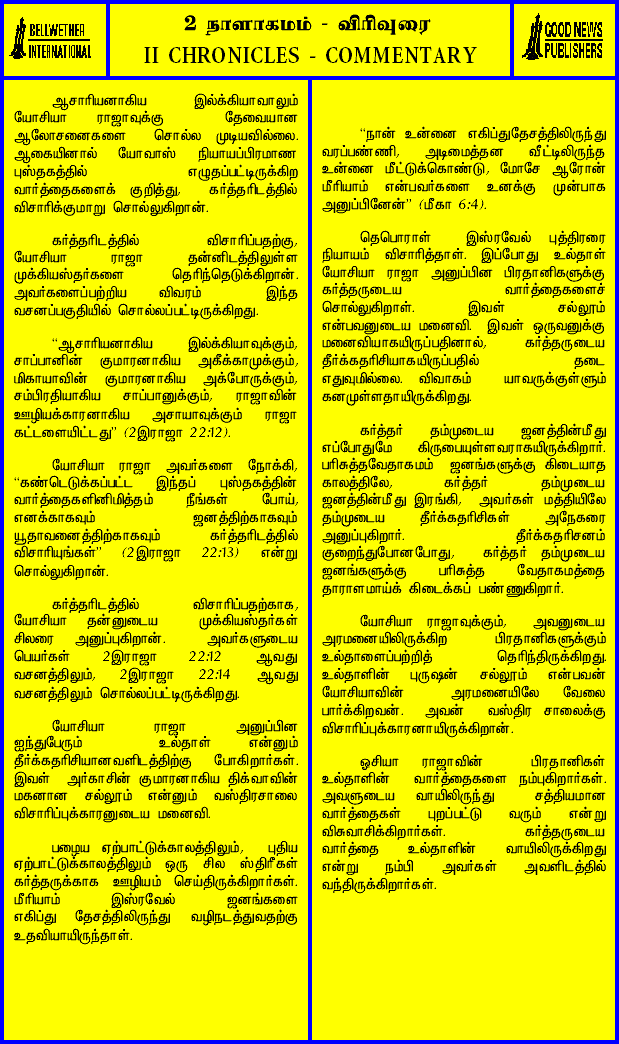 BELLWETHER
INTERNATIONAL
2 நாளாகமம் - விரிவுரை
II CHRONICLES - COMMENTARY
GOOD NEWS
PUBLISHERS
ஆசாரியனாகிய இல்க்கியாவாலும்
யோசியா ராஜாவுக்கு தேவையான
ஆலோசனைகளை சொல்ல முடியவில்லை.
ஆகையினால் யோவாஸ் நியாயப்பிரமாண
புஸ்தகத்தில் எழுதப்பட்டிருக்கிற
வார்த்தைகளைக் குறித்து, கர்த்தரிடத்தில்
விசாரிக்குமாறு சொல்லுகிறான்.
கர்த்தரிடத்தில் விசாரிப்பதற்கு,
யோசியா ராஜா தன்னிடத்திலுள்ள
முக்கியஸ்தர்களை தெரிந்தெடுக்கிறான்.
அவர்களைப்பற்றிய விவரம் இந்த
வசனப்பகுதியில் சொல்லப்பட்டிருக்கிறது.
“ஆசாரியனாகிய இல்க்கியாவுக்கும்,
சாப்பானின் குமாரனாகிய அகீக்காமுக்கும்,
மிகாயாவின் குமாரனாகிய அக்போருக்கும்,
சம்பிரதியாகிய சாப்பானுக்கும், ராஜாவின்
ஊழியக்காரனாகிய அசாயாவுக்கும் ராஜா
கட்டளையிட்டது” (2இராஜா 22:12).
யோசியா ராஜா அவர்களை நோக்கி,
“கண்டெடுக்கப்பட்ட இந்தப் புஸ்தகத்தின்
வார்த்தைகளினிமித்தம் நீங்கள் போய்,
எனக்காகவும் ஜனத்திற்காகவும்
யூதாவனைத்திற்காகவும் கர்த்தரிடத்தில்
விசாரியுங்கள்” (2இராஜா 22:13) என்று
சொல்லுகிறான்.
கர்த்தரிடத்தில் விசாரிப்பதற்காக,
யோசியா தன்னுடைய முக்கியஸ்தர்கள்
சிலரை அனுப்புகிறான். அவர்களுடைய
பெயர்கள் 2இராஜா 22:12 ஆவது
வசனத்திலும், 2இராஜா 22:14 ஆவது
வசனத்திலும் சொல்லப்பட்டிருக்கிறது.
யோசியா ராஜா அனுப்பின
ஐந்துபேரும் உல்தாள் என்னும்
தீர்க்கதரிசியானவளிடத்திற்கு போகிறார்கள்.
இவள் அர்காசின் குமாரனாகிய திக்வாவின்
மகனான சல்லூம் என்னும் வஸ்திரசாலை
விசாரிப்புக்காரனுடைய மனைவி.
பழைய ஏற்பாட்டுக்காலத்திலும், புதிய
ஏற்பாட்டுக்காலத்திலும் ஒரு சில ஸ்திரீகள்
கர்த்தருக்காக ஊழியம் செய்திருக்கிறார்கள்.
மீரியாம் இஸ்ரவேல் ஜனங்களை
எகிப்து தேசத்திலிருந்து வழிநடத்துவதற்கு
உதவியாயிருந்தாள்.
“நான் உன்னை எகிப்துதேசத்திலிருந்து
வரப்பண்ணி, அடிமைத்தன வீட்டிலிருந்த
உன்னை மீட்டுக்கொண்டு, மோசே ஆரோன்
மீரியாம் என்பவர்களை உனக்கு முன்பாக
அனுப்பினேன்” (மீகா 6:4).
தெபொராள் இஸ்ரவேல் புத்திரரை
நியாயம் விசாரித்தாள். இப்போது உல்தாள்
யோசியா ராஜா அனுப்பின பிரதானிகளுக்கு
கர்த்தருடைய வார்த்தைகளைச்
சொல்லுகிறாள். இவள் சல்லூம்
என்பவனுடைய மனைவி. இவள் ஒருவனுக்கு
மனைவியாகயிருப்பதினால், கர்த்தருடைய
தீர்க்கதரிசியாகயிருப்பதில் தடை
எதுவுமில்லை. விவாகம் யாவருக்குள்ளும்
கனமுள்ளதாயிருக்கிறது.
கர்த்தர் தம்முடைய ஜனத்தின்மீது
எப்போதுமே கிருபையுள்ளவராகயிருக்கிறார்.
பரிசுத்தவேதாகமம் ஜனங்களுக்கு கிடையாத
காலத்திலே, கர்த்தர் தம்முடைய
ஜனத்தின்மீது இரங்கி, அவர்கள் மத்தியிலே
தம்முடைய தீர்க்கதரிசிகள் அநேகரை
அனுப்புகிறார். தீர்க்கதரிசனம்
குறைந்துபோனபோது, கர்த்தர் தம்முடைய
ஜனங்களுக்கு பரிசுத்த வேதாகமத்தை
தாராளமாய்க் கிடைக்கப் பண்ணுகிறார்.
யோசியா ராஜாவுக்கும், அவனுடைய
அரமனையிலிருக்கிற பிரதானிகளுக்கும்
உல்தாளைப்பற்றித் தெரிந்திருக்கிறது.
உல்தாளின் புருஷன் சல்லூம் என்பவன்
யோசியாவின் அரமனையிலே வேலை
பார்க்கிறவன். அவன் வஸ்திர சாலைக்கு
விசாரிப்புக்காரனாயிருக்கிறான்.
ஒசியா ராஜாவின் பிரதானிகள்
உல்தாளின் வார்த்தைகளை நம்புகிறார்கள்.
அவளுடைய வாயிலிருந்து சத்தியமான
வார்த்தைகள் புறப்பட்டு வரும் என்று
விசுவாசிக்கிறார்கள். கர்த்தருடைய
வார்த்தை உல்தாளின் வாயிலிருக்கிறது
என்று நம்பி அவர்கள் அவளிடத்தில்
வந்திருக்கிறார்கள்.